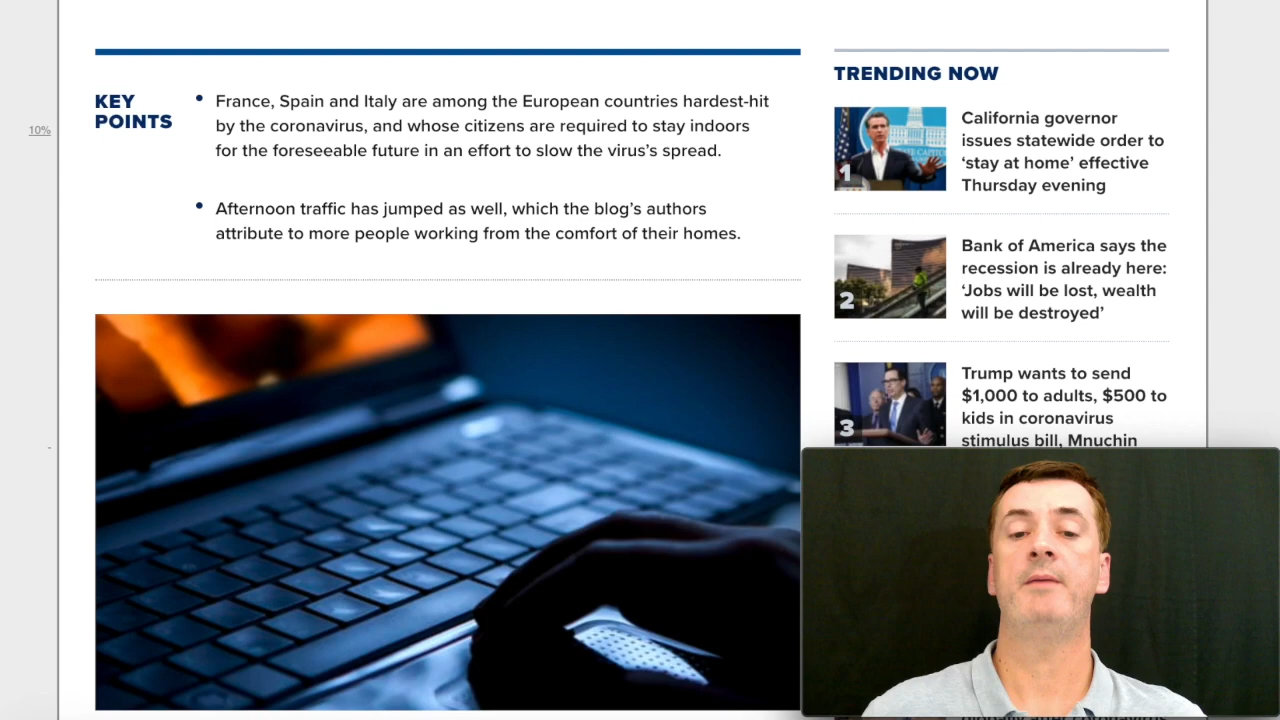 10%
KEY
POINTS
France, Spain and Italy are among the European countries hardest-hit
by the coronavirus, and whose citizens are required to stay indoors
for the foreseeable future in an effort to slow the virus’s spread.
Afternoon traffic has jumped as well, which the blog’s authors
attribute to more people working from the comfort of their homes.
TRENDING NOW
1
California governor
issues statewide order to
‘stay at home’ effective
Thursday evening
2
Bank of America says the
recession is already here:
‘Jobs will be lost, wealth
will be destroyed’
3
Trump wants to send
$1,000 to adults, $500 to
kids in coronavirus
stimulus bill, Mnuchin